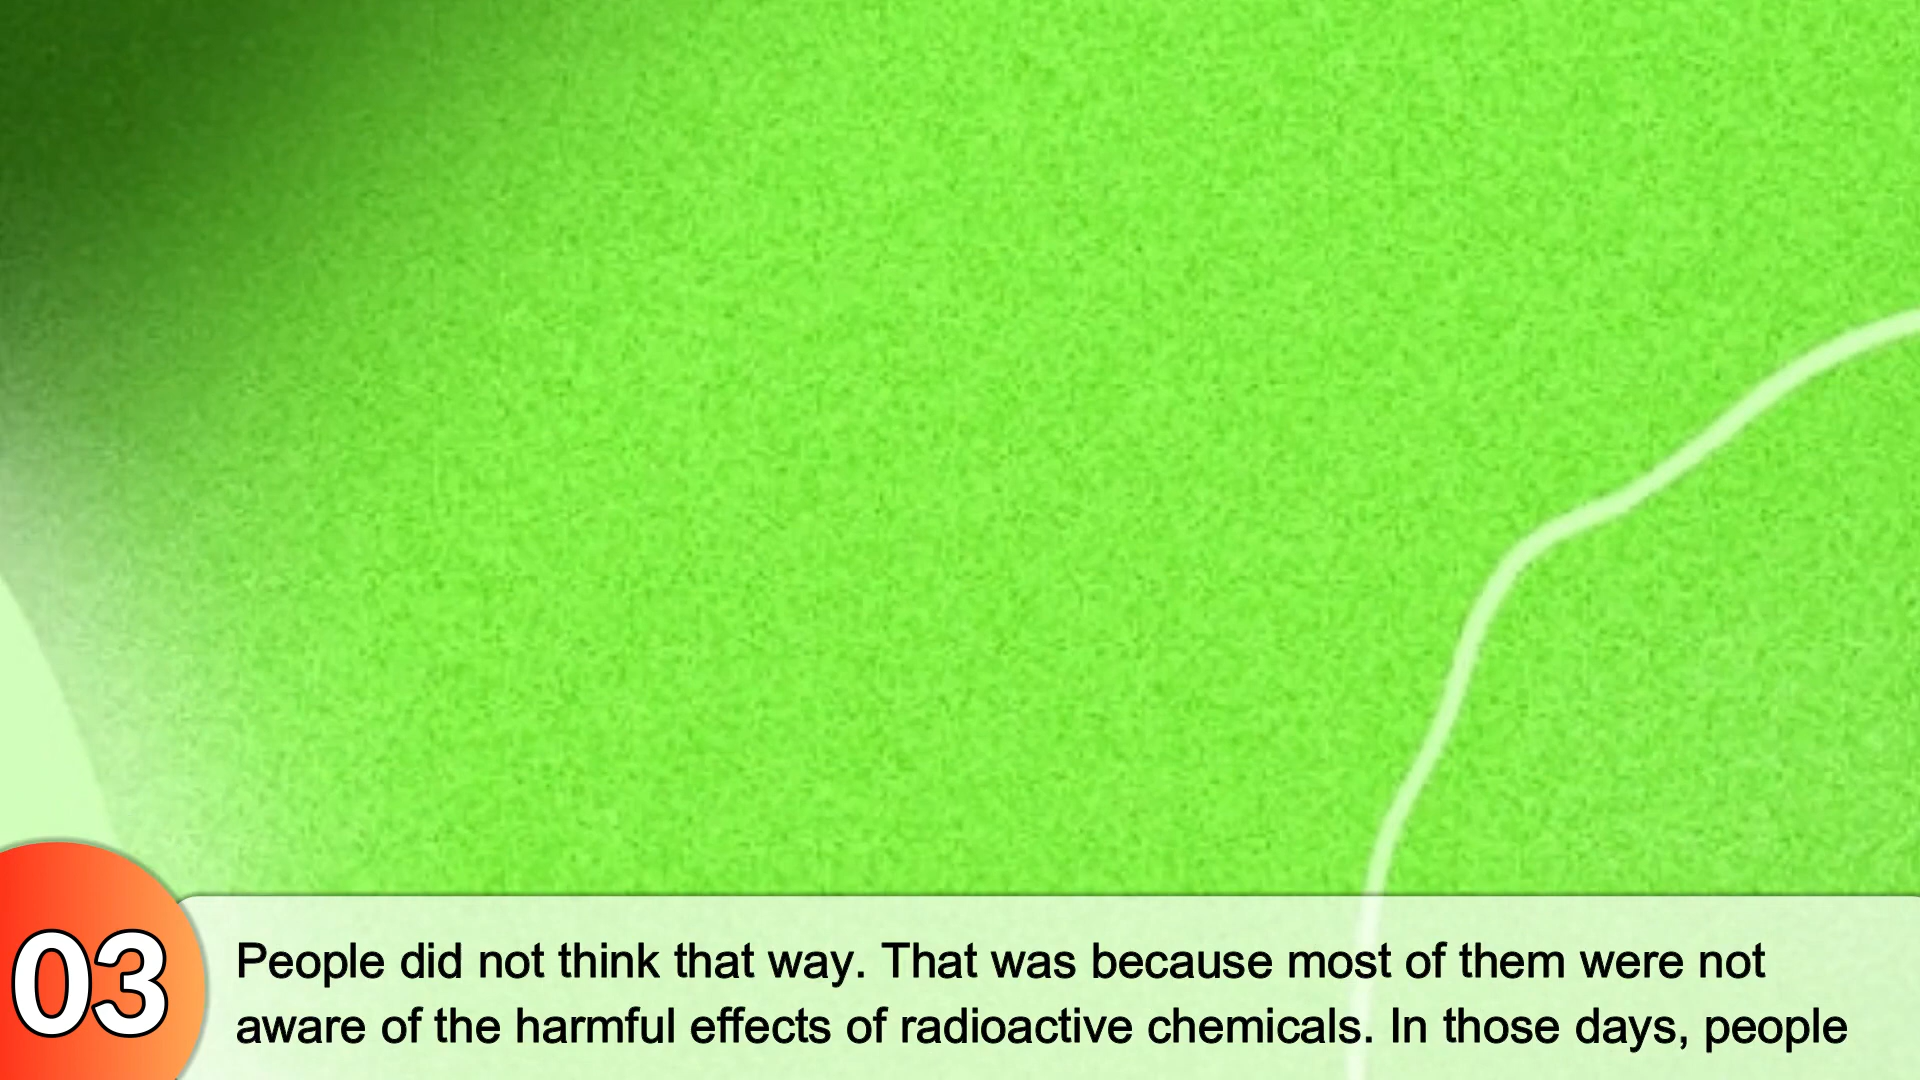 03
People did not think that way. That was because most of them were not
aware of the harmful effects of radioactive chemicals. In those days, people